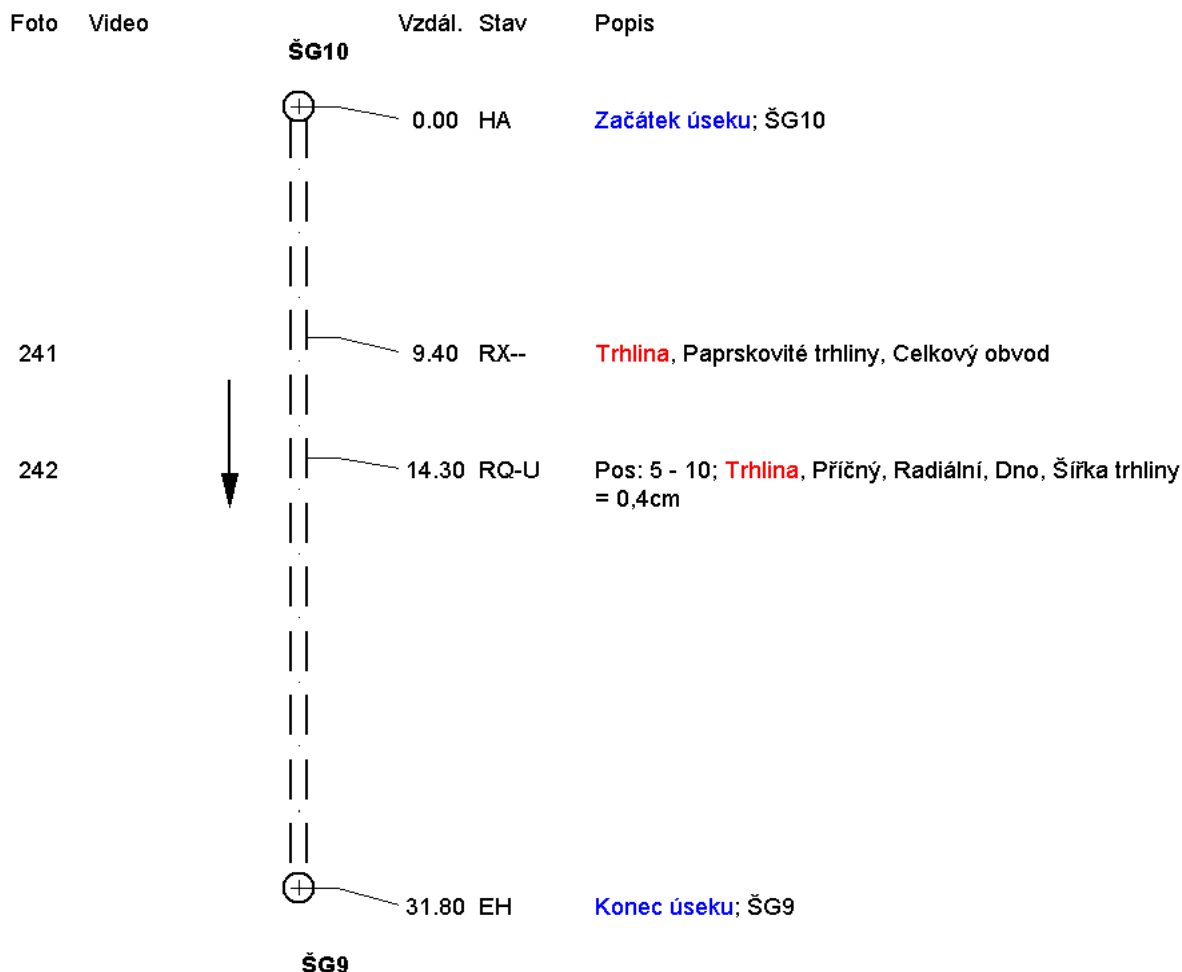 Foto Video Vzdál. Stav Popis
ŠG10
0.00 HA Začátek úseku; ŠG10
241 9.40 RX-- Trhlina, Paprskovité trhliny, Celkový obvod
242 14.30 RQ-U Pos: 5 - 10; Trhlina, Příčný, Radiální, Dno, Šířka trhliny
= 0,4cm
31.80 EH Konec úseku; ŠG9
ŠG9